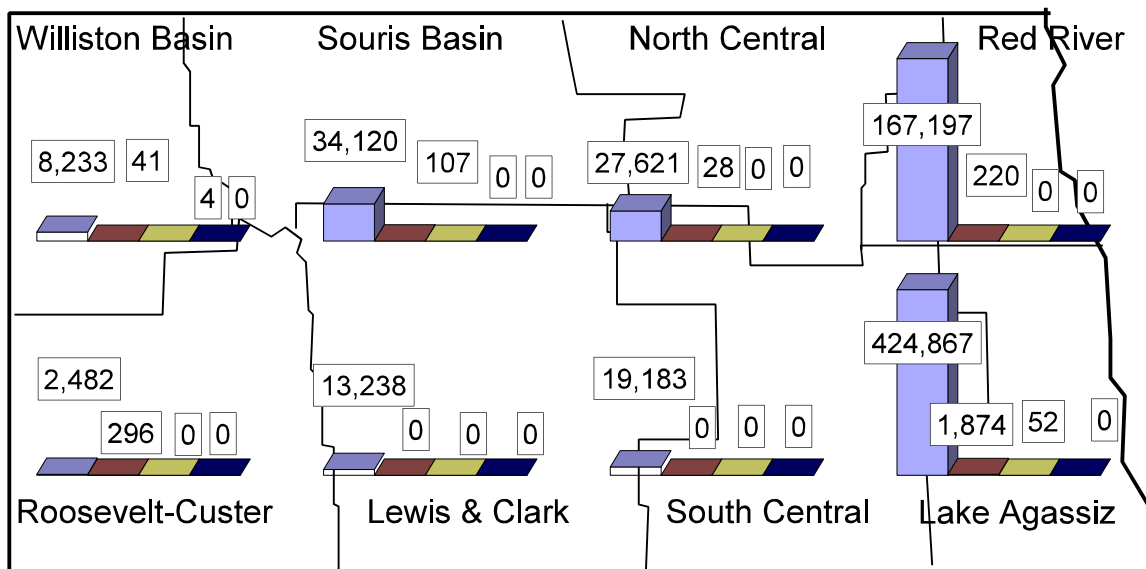 Williston Basin Souris Basin North Central Red River
8,233 41 4 0
34,120 107 0 0
27,621 28 0 0
167,197 220 0 0
2,482 296 0 0
13,238 0 0 0
19,183 0 0 0
424,867 1,874 52 0
Roosevelt-Custer Lewis & Clark South Central Lake Agassiz